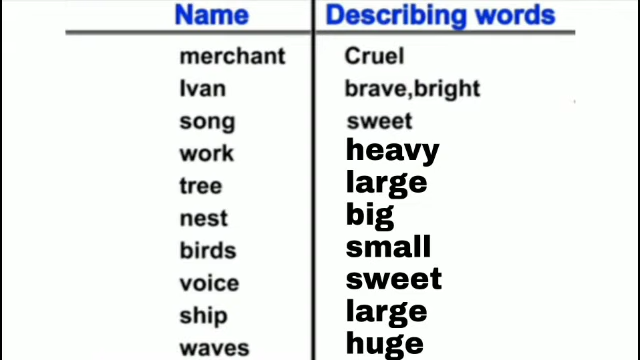 Name Describing words
merchant Cruel
Ivan brave,bright
song sweet
work heavy
tree large
nest big
birds small
voice sweet
ship large
waves huge